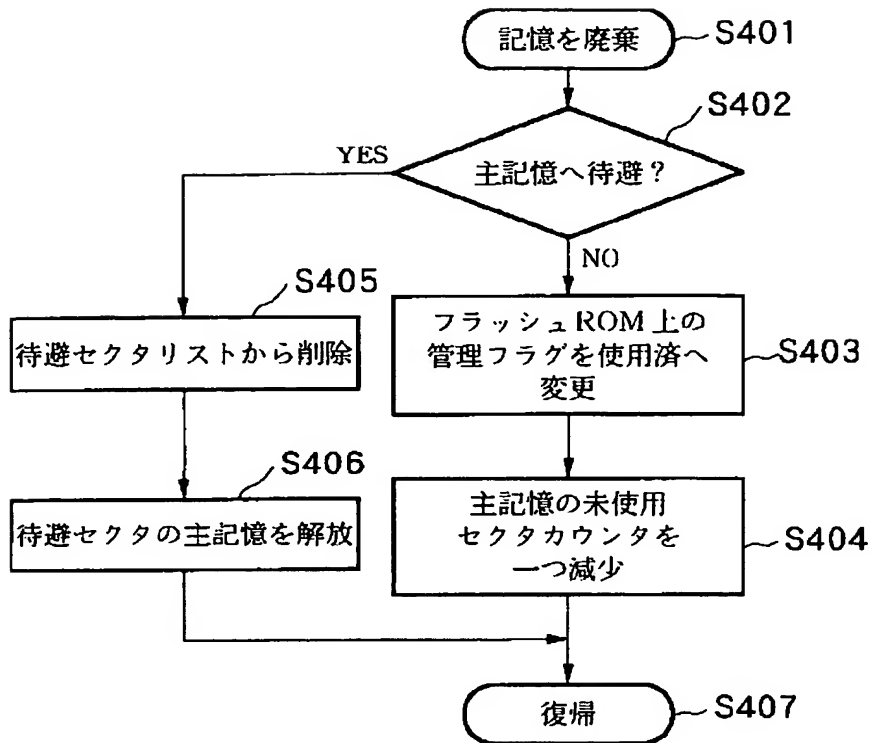 記憶を廃棄
S401
S402
主記憶へ待避?
YES
NO
S405
待避セクタリストから削除
フラッシュROM上の
管理フラグを使用済へ
変更
S403
S406
待避セクタの主記憶を解放
主記憶の未使用
セクタカウンタを
一つ減少
S404
復帰
S407